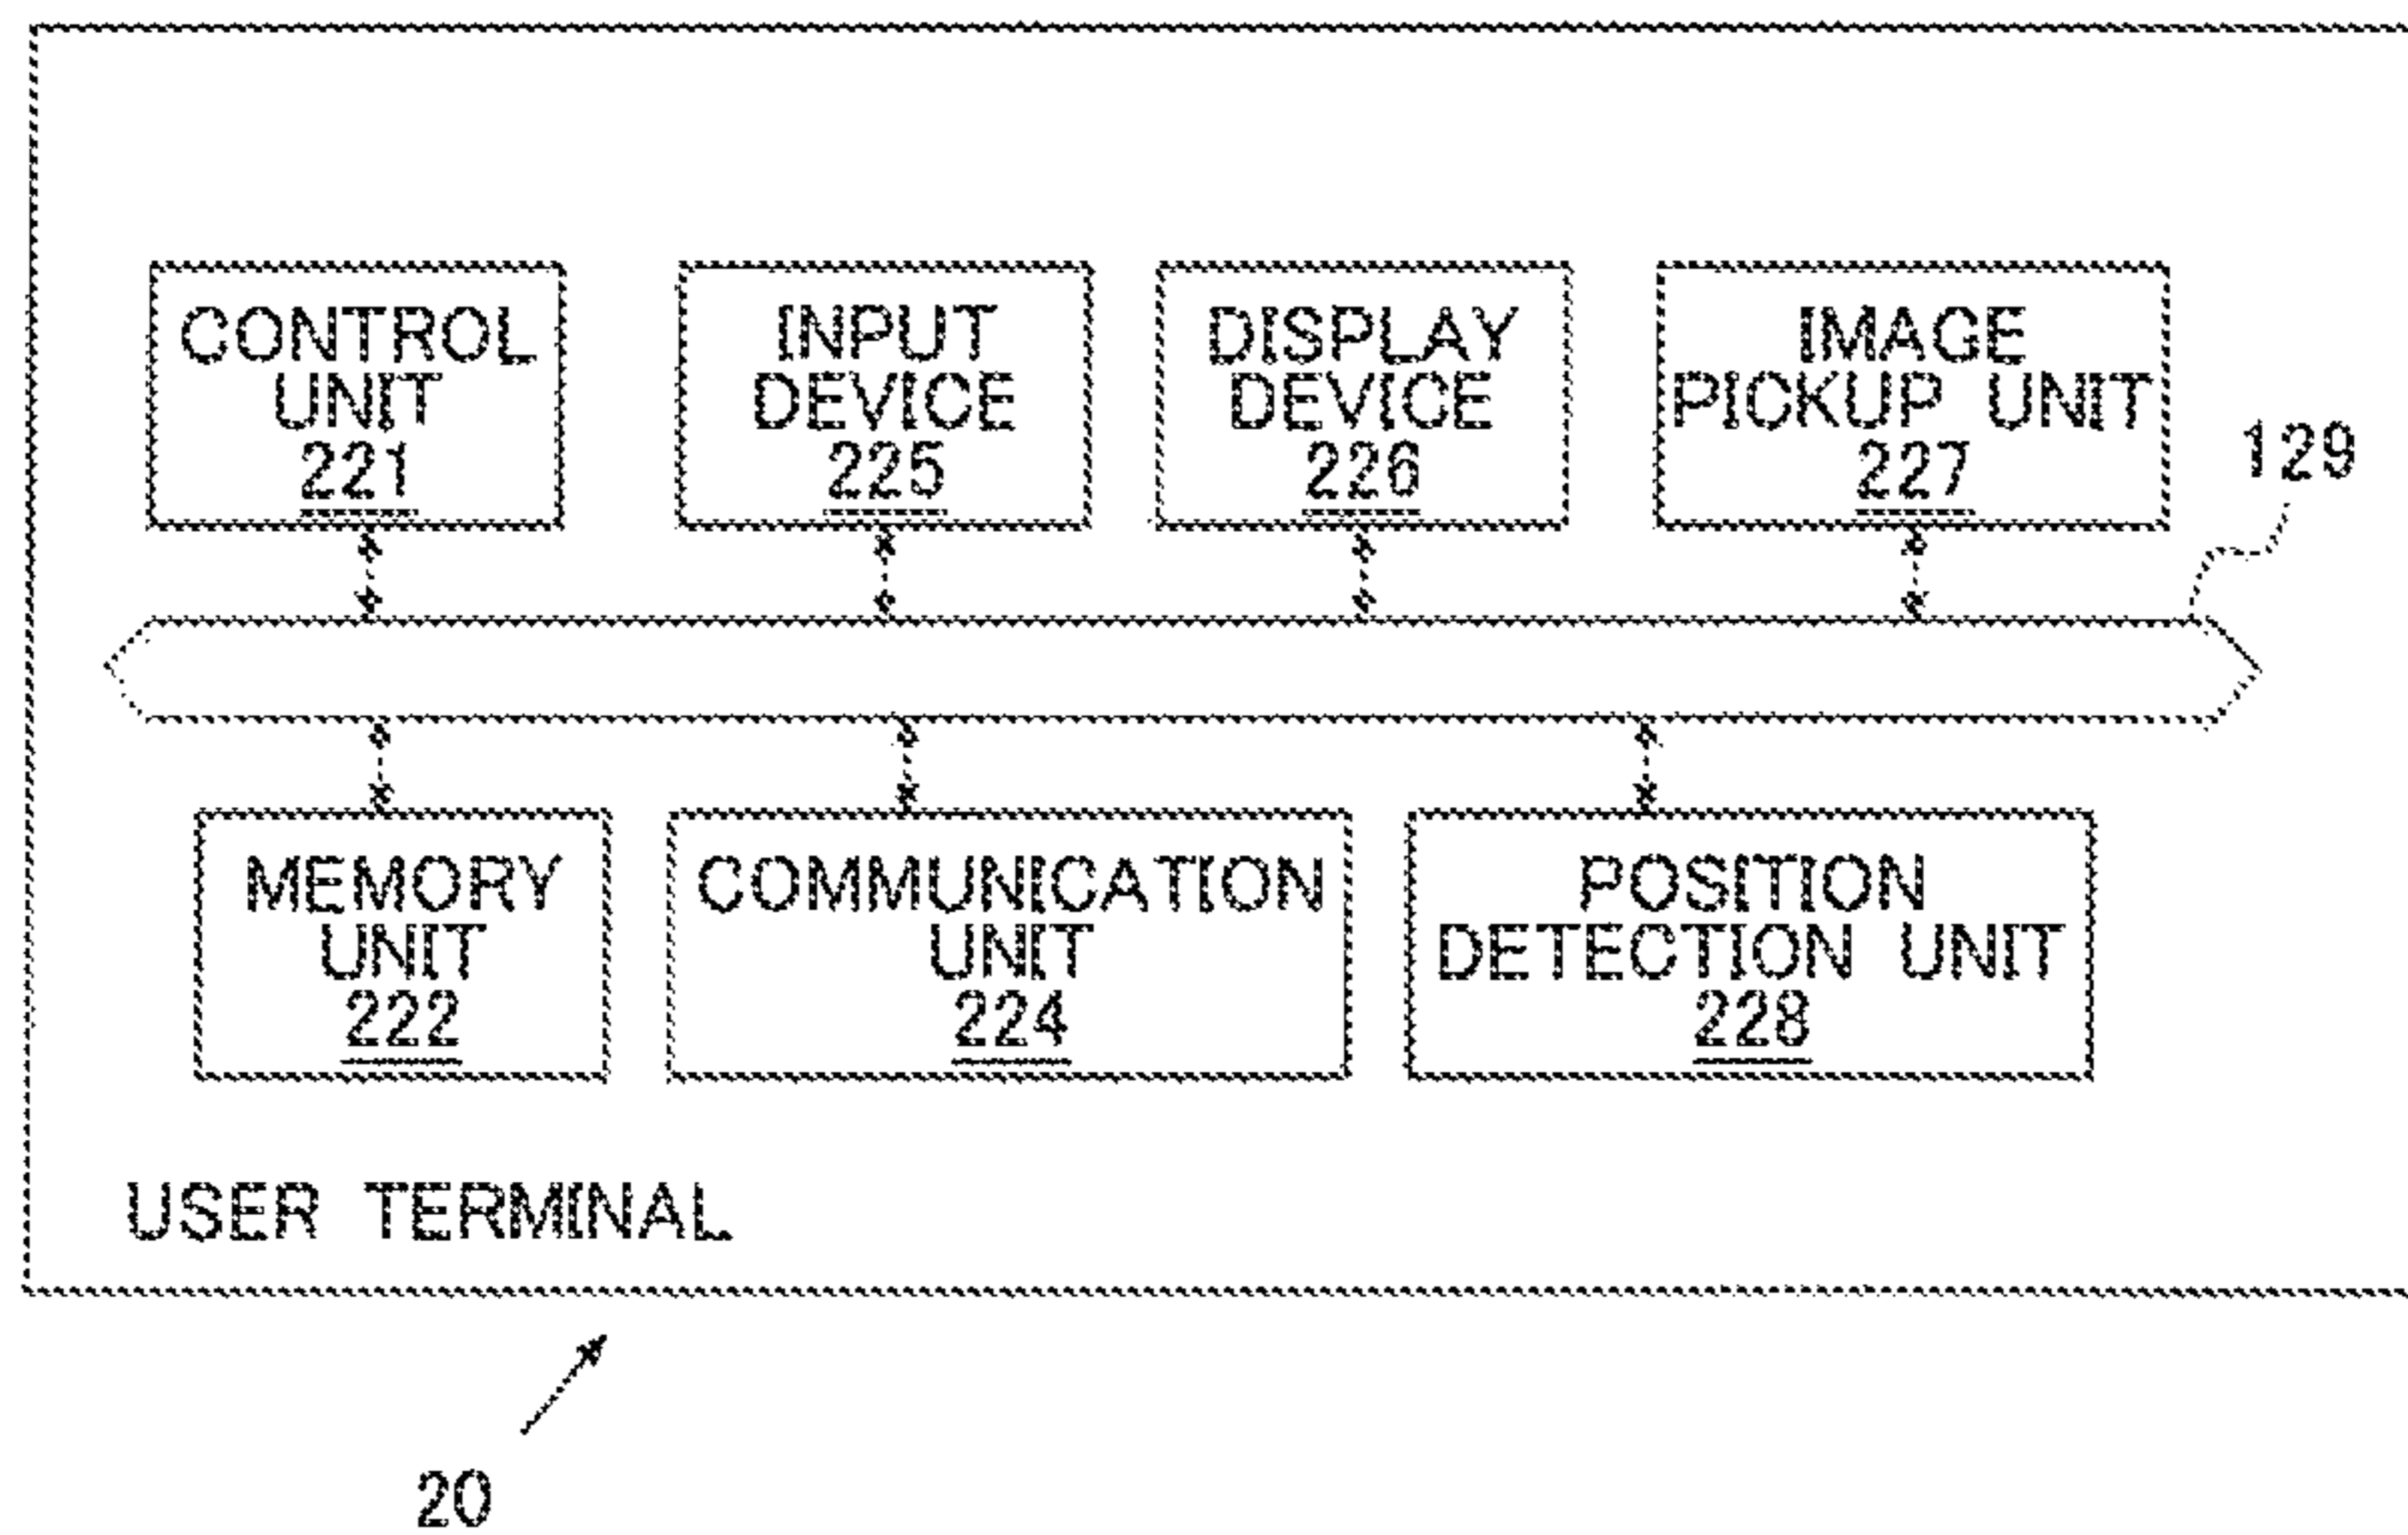 CONTROL
UNIT
221
INPUT
DEVICE
225
DISPLAY
DEVICE
226
IMAGE
PICKUP UNIT
227
129
MEMORY
UNIT
222
COMMUNICATION
UNIT
224
POSITION
DETECTION UNIT
228
USER TERMINAL
20